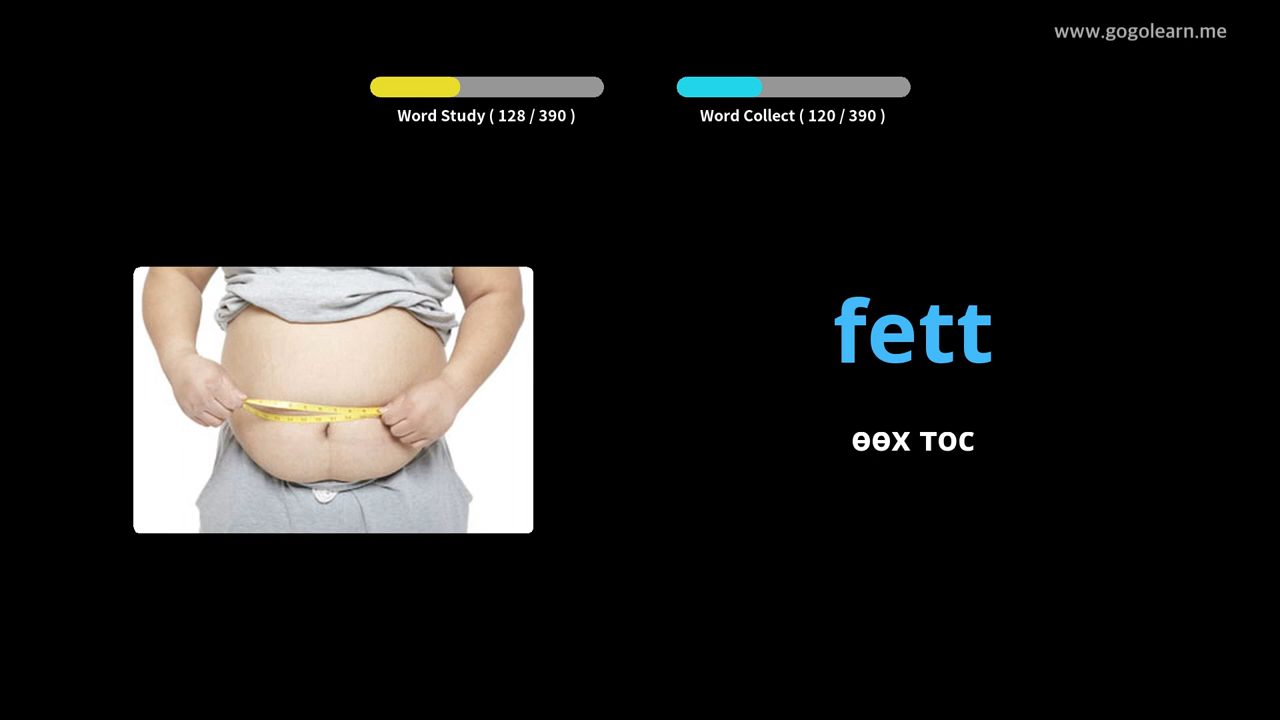 www.gogolearn.me
Word Study ( 128 / 390 )
Word Collect ( 120 / 390 )
fett
өөх тос